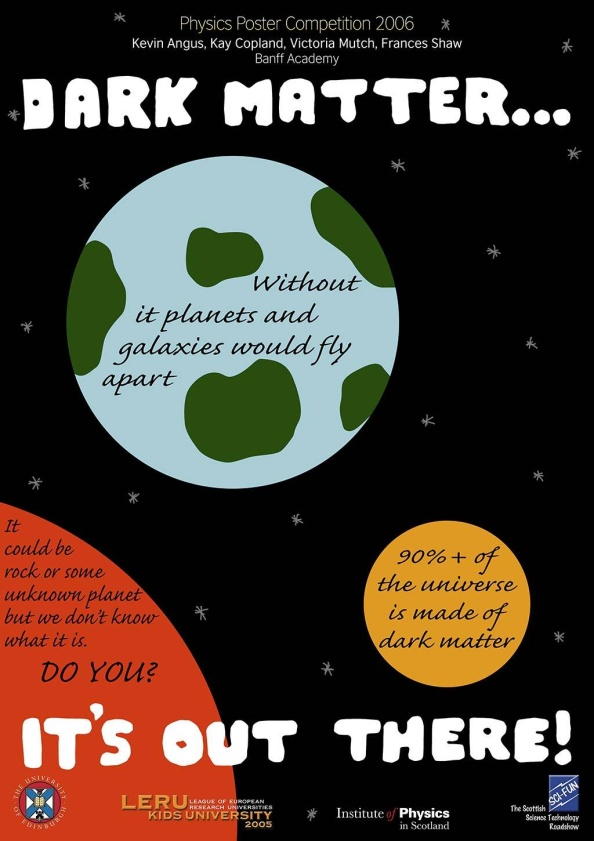 Physics Poster Competition 2006
Kevin Angus, Kay Copland, Victoria Mutch, Frances Shaw
Banff Academy
DARK MATTER...
Without
it planets and
galaxies would fly
apart
It
could be
rock or some
unknown planet
but we don't know
what it is.
DO YOU?
90%+ of
the universe
is made of
dark matter
IT'S OUT THERE!
THE UNIVERSITY OF EDINBURGH
LERU LEAGUE OF EUROPEAN
RESEARCH UNIVERSITIES
KIDS UNIVERSITY
2005
Institute of Physics
in Scotland
SCI-FUN
The Scottish
Science Technology
Roadshow